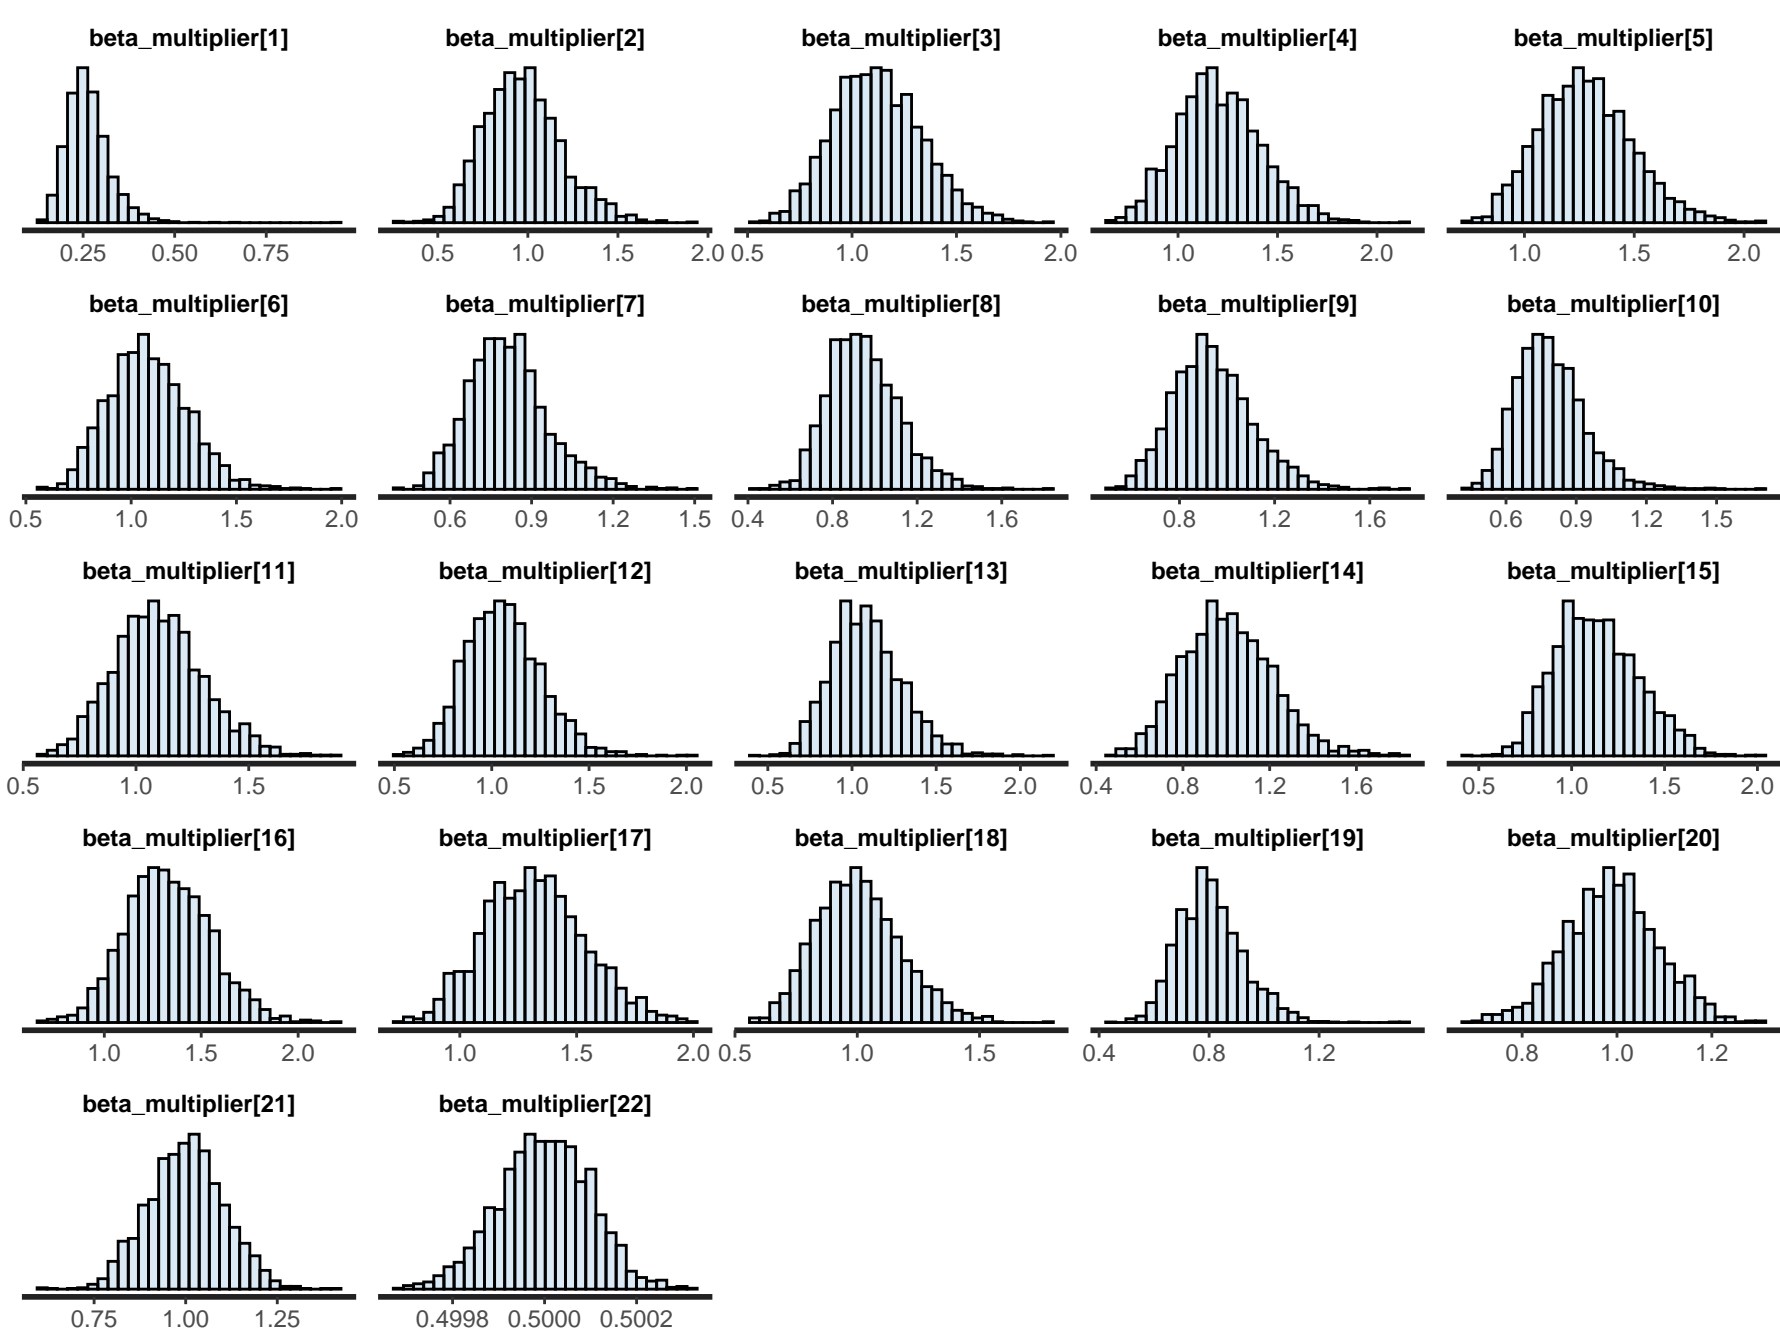 beta_multiplier[1] beta_multiplier[2] beta_multiplier[3] beta_multiplier[4] beta_multiplier[5]
0.25 0.50 0.75 0.5 1.0 1.5 2.0 0.5 1.0 1.5 2.0 1.0 1.5 2.0 1.0 1.5 2.0
beta_multiplier[6] beta_multiplier[7] beta_multiplier[8] beta_multiplier[9] beta_multiplier[10]
0.5 1.0 1.5 2.0 0.6 0.9 1.2 1.5 0.4 0.8 1.2 1.6 0.8 1.2 1.6 0.6 0.9 1.2 1.5
beta_multiplier[11] beta_multiplier[12] beta_multiplier[13] beta_multiplier[14] beta_multiplier[15]
0.5 1.0 1.5 0.5 1.0 1.5 2.0 0.5 1.0 1.5 2.0 0.4 0.8 1.2 1.6 0.5 1.0 1.5 2.0
beta_multiplier[16] beta_multiplier[17] beta_multiplier[18] beta_multiplier[19] beta_multiplier[20]
1.0 1.5 2.0 1.0 1.5 2.0 0.5 1.0 1.5 0.4 0.8 1.2 0.8 1.0 1.2
beta_multiplier[21] beta_multiplier[22]
0.75 1.00 1.25 0.4998 0.5000 0.5002